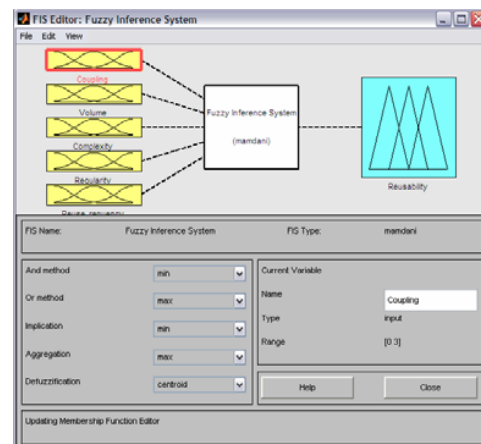 FIS Editor: Fuzzy Inference System
File Edit View
Coupling
Volume
Complexity
Regularity
Fuzzy Inference System
(mamdani)
Reusability
FIS Name: Fuzzy Inference System FIS Type: mamdani
And method min
Or method max
Implication min
Aggregation max
Defuzzification centroid
Current Variable
Name Coupling
Type input
Range [0 3]
Help Close
Updating Membership Function Editor